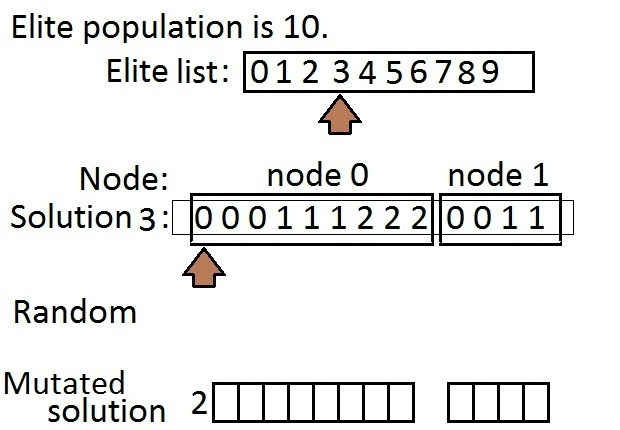 Elite population is 10.
Elite list: 0 1 2 3 4 5 6 7 8 9
Node: node 0 node 1
Solution 3: 0 0 0 1 1 1 2 2 2 0 0 1 1
Random
Mutated
solution 2